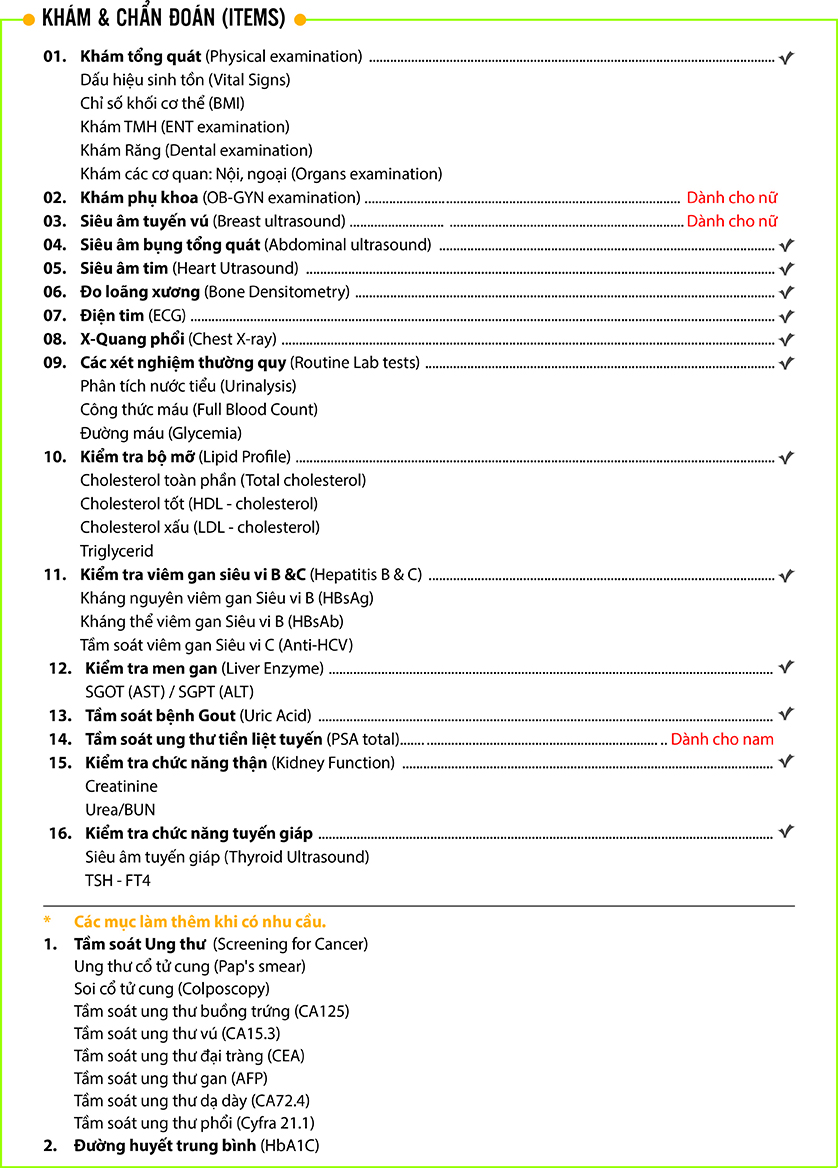 KHÁM & CHẨN ĐOÁN (ITEMS)
01. Khám tổng quát (Physical examination) ✓
Dấu hiệu sinh tồn (Vital Signs)
Chỉ số khối cơ thể (BMI)
Khám TMH (ENT examination)
Khám Răng (Dental examination)
Khám các cơ quan: Nội, ngoại (Organs examination)
02. Khám phụ khoa (OB-GYN examination) Dành cho nữ
03. Siêu âm tuyến vú (Breast ultrasound) Dành cho nữ
04. Siêu âm bụng tổng quát (Abdominal ultrasound) ✓
05. Siêu âm tim (Heart Utrasound) ✓
06. Đo loãng xương (Bone Densitometry) ✓
07. Điện tim (ECG) ✓
08. X-Quang phổi (Chest X-ray) ✓
09. Các xét nghiệm thường quy (Routine Lab tests) ✓
Phân tích nước tiểu (Urinalysis)
Công thức máu (Full Blood Count)
Đường máu (Glycemia)
10. Kiểm tra bộ mỡ (Lipid Profile) ✓
Cholesterol toàn phần (Total cholesterol)
Cholesterol tốt (HDL - cholesterol)
Cholesterol xấu (LDL - cholesterol)
Triglycerid
11. Kiểm tra viêm gan siêu vi B &C (Hepatitis B & C) ✓
Kháng nguyên viêm gan Siêu vi B (HBsAg)
Kháng thể viêm gan Siêu vi B (HBsAb)
Tầm soát viêm gan Siêu vi C (Anti-HCV)
12. Kiểm tra men gan (Liver Enzyme) ✓
SGOT (AST) / SGPT (ALT)
13. Tầm soát bệnh Gout (Uric Acid) ✓
14. Tầm soát ung thư tiền liệt tuyến (PSA total) Dành cho nam
15. Kiểm tra chức năng thận (Kidney Function) ✓
Creatinine
Urea/BUN
16. Kiểm tra chức năng tuyến giáp ✓
Siêu âm tuyến giáp (Thyroid Ultrasound)
TSH - FT4
* Các mục làm thêm khi có nhu cầu.
1. Tầm soát Ung thư (Screening for Cancer)
Ung thư cổ tử cung (Pap's smear)
Soi cổ tử cung (Colposcopy)
Tầm soát ung thư buồng trứng (CA125)
Tầm soát ung thư vú (CA15.3)
Tầm soát ung thư đại tràng (CEA)
Tầm soát ung thư gan (AFP)
Tầm soát ung thư dạ dày (CA72.4)
Tầm soát ung thư phổi (Cyfra 21.1)
2. Đường huyết trung bình (HbA1C)